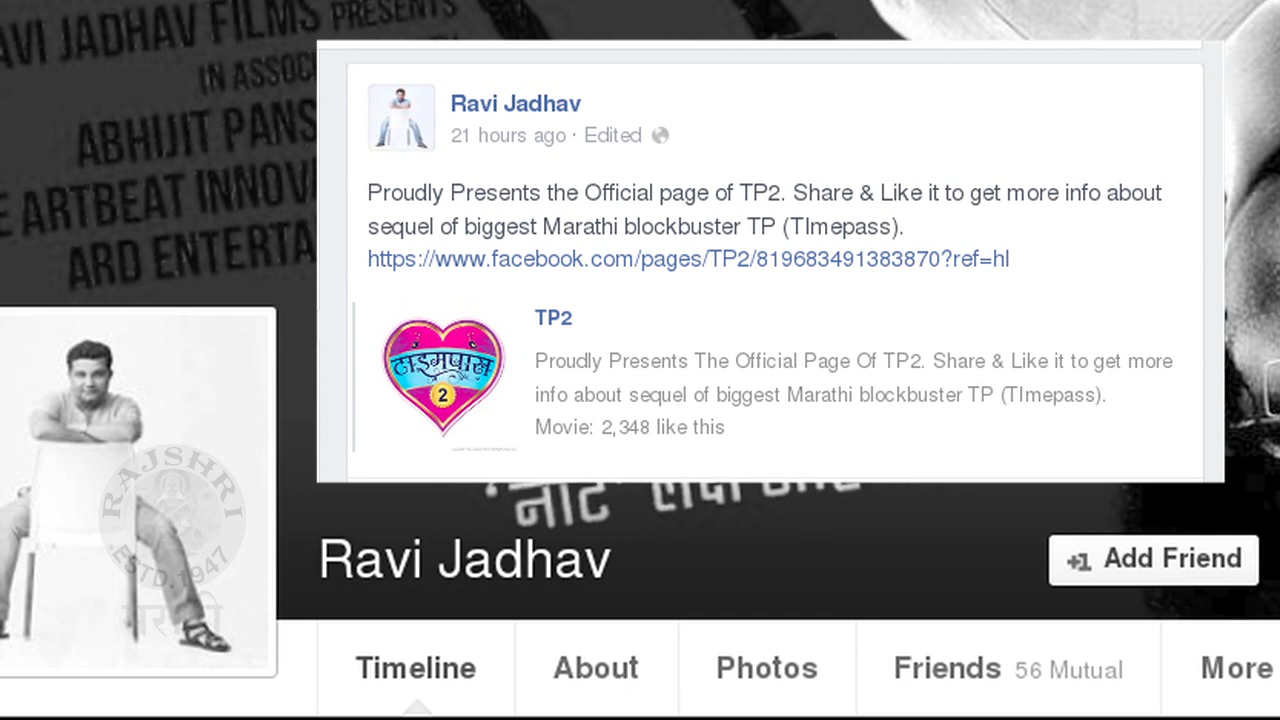 AVI JADHAV FILMS PRESENTS
IN ASSOC
ABHIJIT PANS
E ARTBEAT INNOV
ARD ENTERTA
Ravi Jadhav
21 hours ago · Edited
Proudly Presents the Official page of TP2. Share & Like it to get more info about
sequel of biggest Marathi blockbuster TP (TImepass).
https://www.facebook.com/pages/TP2/819683491383870?ref=hl
TP2
टाइमपास
2
Proudly Presents The Official Page Of TP2. Share & Like it to get more
info about sequel of biggest Marathi blockbuster TP (TImepass).
Movie: 2,348 like this
RAJSHRI
ESTD.1947
मराठी
Ravi Jadhav
+1 Add Friend
Timeline
About
Photos
Friends 56 Mutual
More